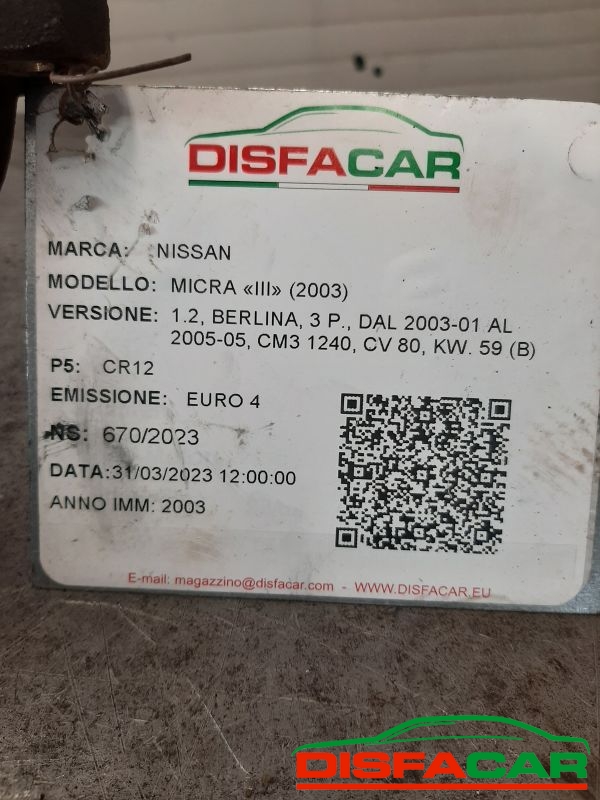 DISFACAR
MARCA: NISSAN
MODELLO: MICRA «III» (2003)
VERSIONE: 1.2, BERLINA, 3 P., DAL 2003-01 AL
2005-05, CM3 1240, CV 80, KW. 59 (B)
P5: CR12
EMISSIONE: EURO 4
NS: 670/2023
DATA:31/03/2023 12:00:00
ANNO IMM: 2003
E-mail: magazzino@disfacar.com - WWW.DISFACAR.EU
DISFACAR